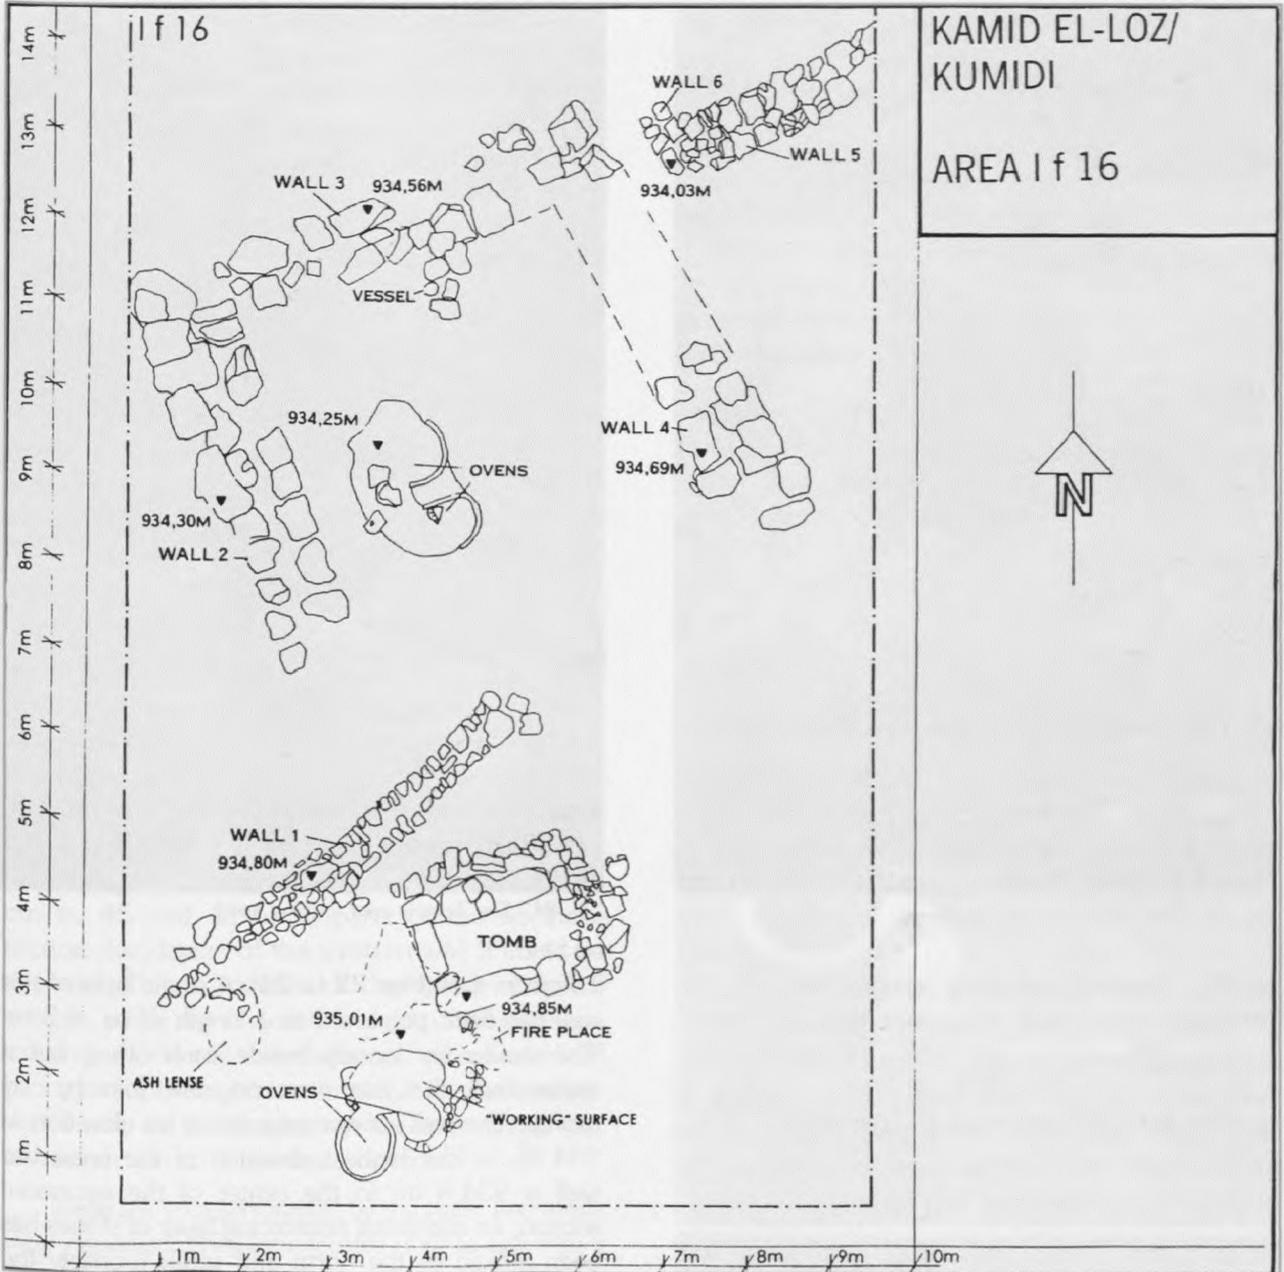 I f 16
KAMID EL-LOZ/
KUMIDI
AREA I f 16
14m
13m
12m
11m
10m
9m
8m
7m
6m
5m
4m
3m
2m
1m
WALL 6
WALL 5
934,03M
WALL 3
934,56M
VESSEL
934,25M
OVENS
WALL 4
934,69M
934,30M
WALL 2
N
WALL 1
934,80M
TOMB
934,85M
935,01M
FIRE PLACE
ASH LENSE
OVENS
"WORKING" SURFACE
1m
2m
3m
4m
5m
6m
7m
8m
9m
10m